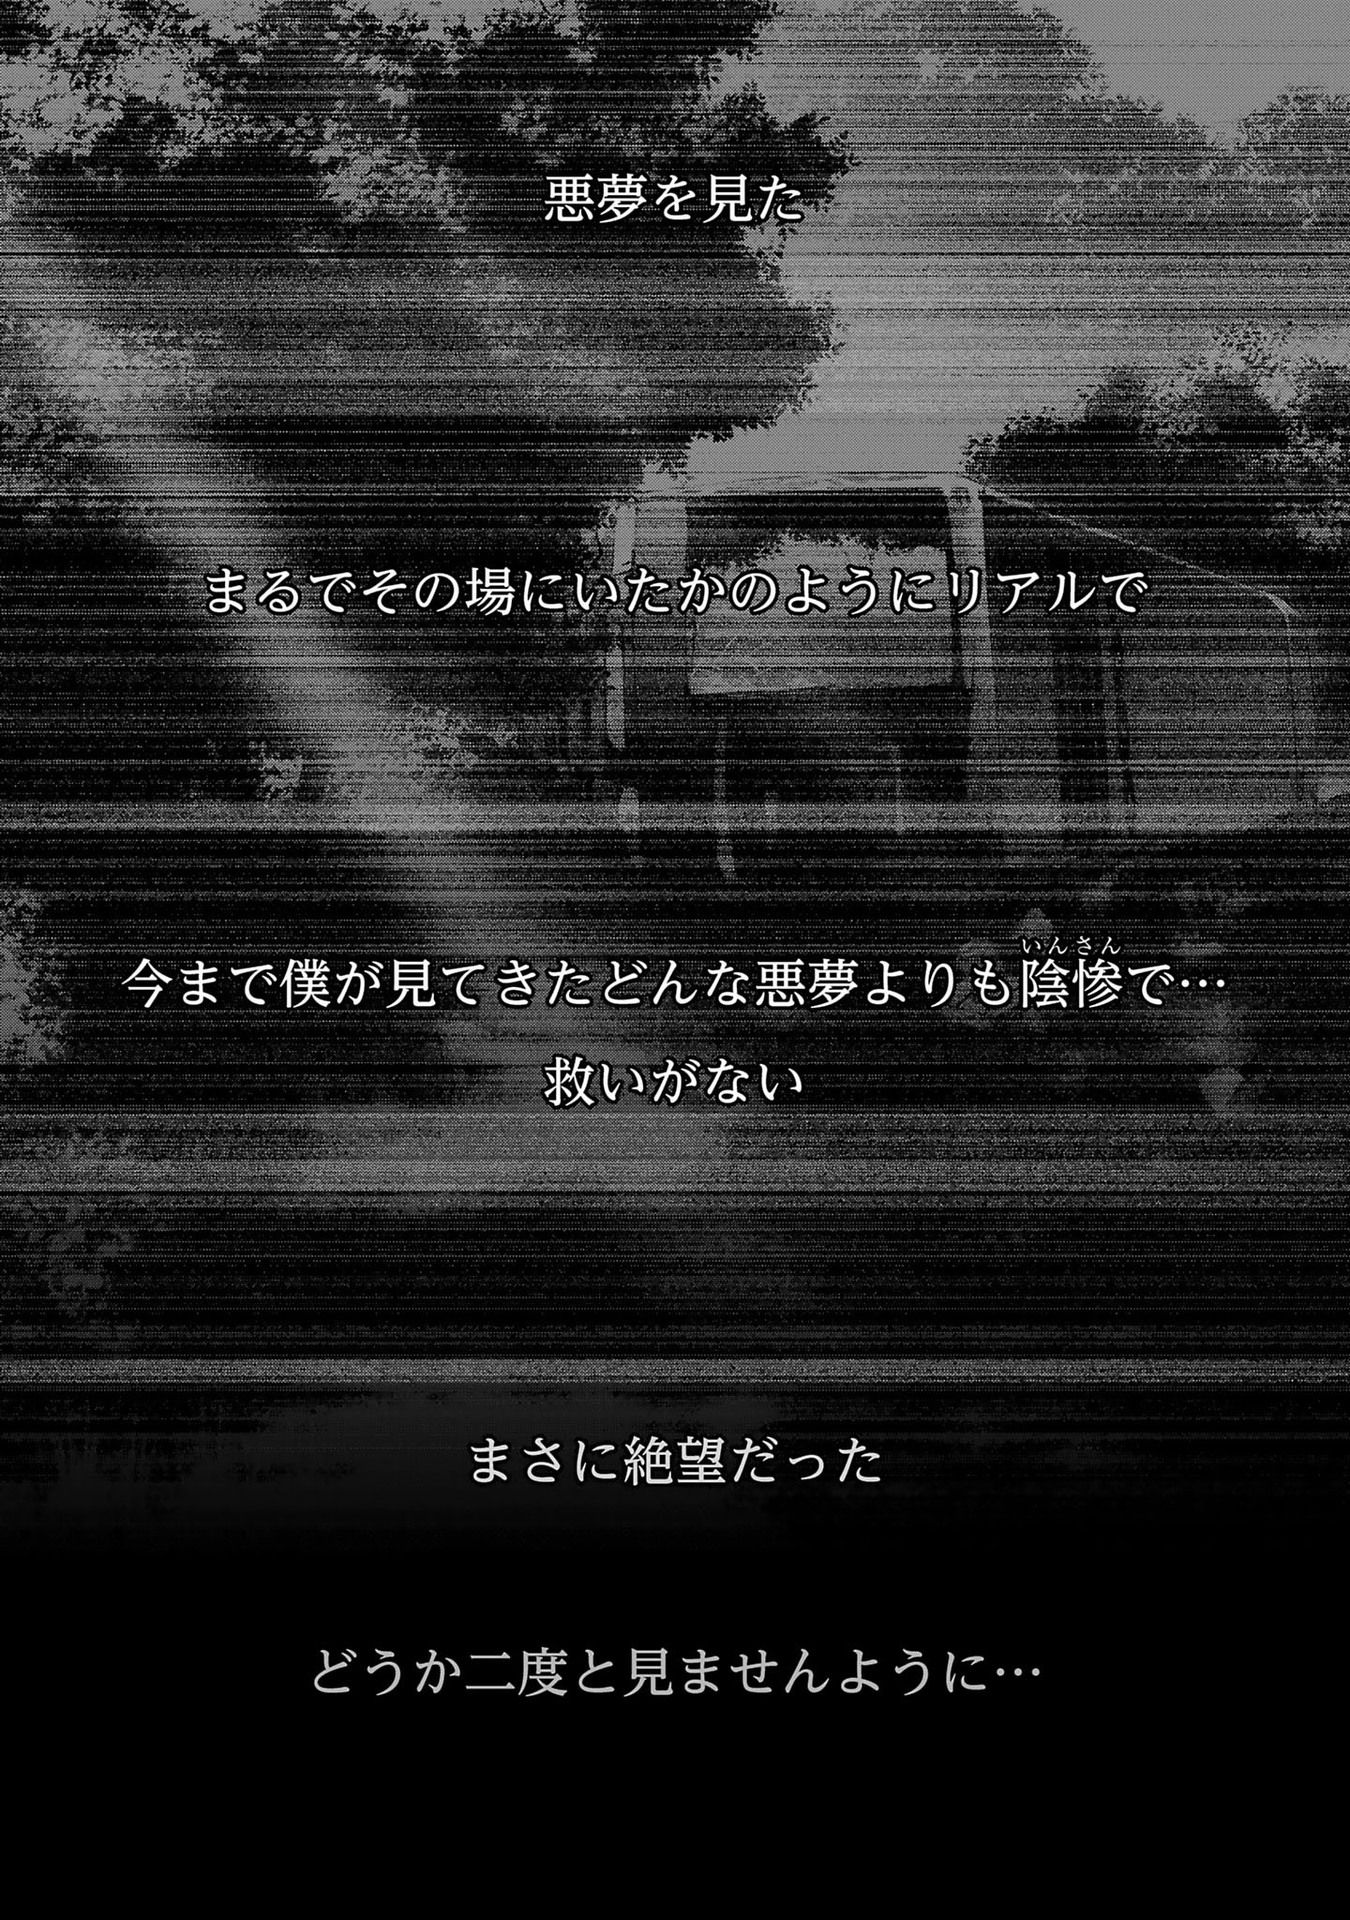 悪夢を見た
まるでその場にいたかのようにリアルで
いんさん
今まで僕が見てきたどんな悪夢よりも陰惨で…
救いがない
まさに絶望だった
どうか二度と見ませんように…